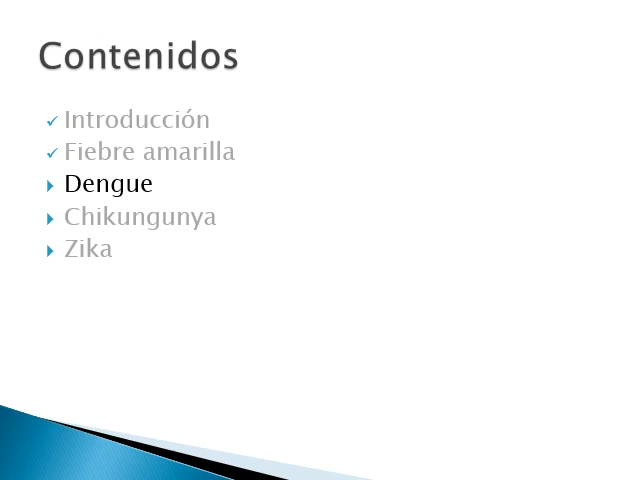 Contenidos
Introducción
Fiebre amarilla
Dengue
Chikungunya
Zika